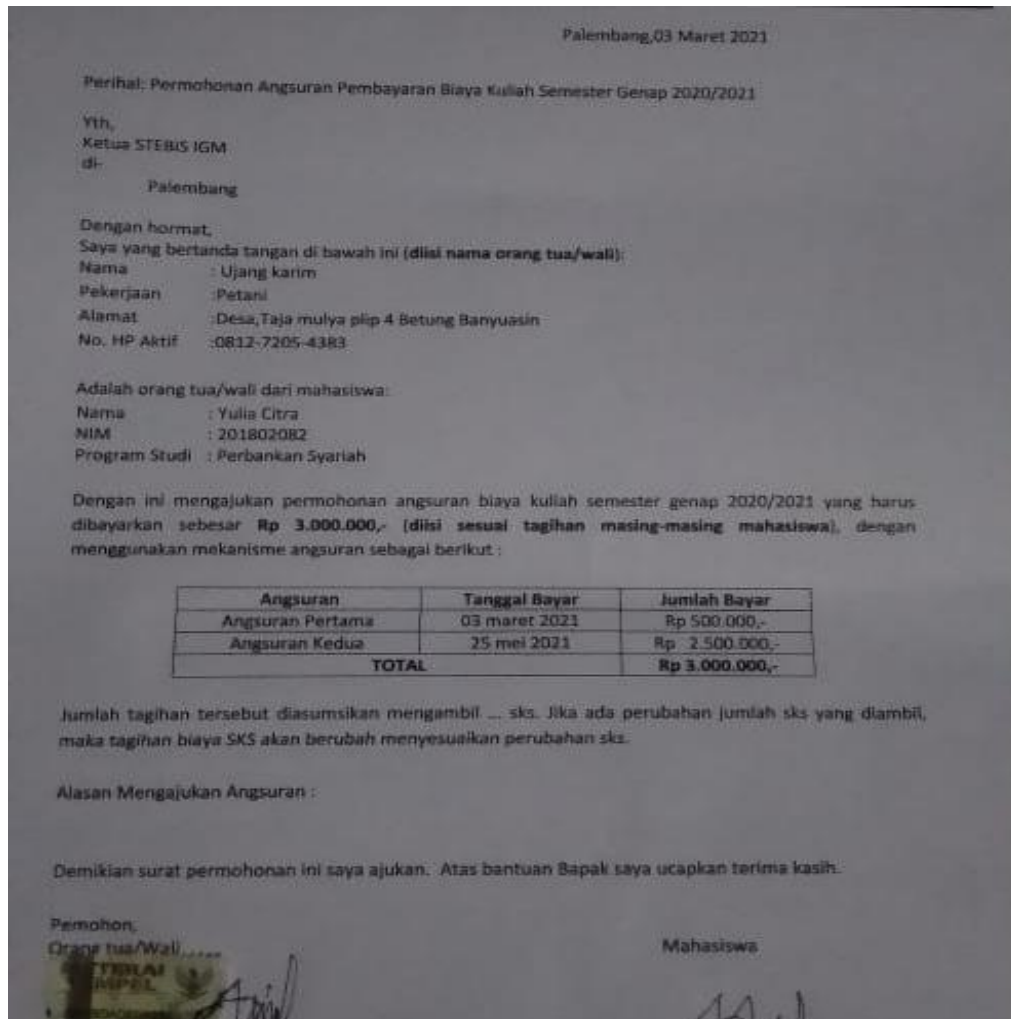 Palembang,03 Maret 2021
Perihal: Permohonan Angsuran Pembayaran Biaya Kuliah Semester Genap 2020/2021
Yth,
Ketua STEBIS IGM
di-
Palembang
Dengan hormat,
Saya yang bertanda tangan di bawah ini (diisi nama orang tua/wali):
Nama : Ujang karim
Pekerjaan :Petani
Alamat :Desa,Taja mulya plip 4 Betung Banyuasin
No. HP Aktif :0812-7205-4383
Adalah orang tua/wali dari mahasiswa:
Nama : Yulia Citra
NIM : 201802082
Program Studi : Perbankan Syariah
Dengan ini mengajukan permohonan angsuran biaya kuliah semester genap 2020/2021 yang harus
dibayarkan sebesar Rp 3.000.000,- (diisi sesuai tagihan masing-masing mahasiswa), dengan
menggunakan mekanisme angsuran sebagai berikut :
Angsuran Tanggal Bayar Jumlah Bayar
Angsuran Pertama 03 maret 2021 Rp 500.000,-
Angsuran Kedua 25 mei 2021 Rp 2.500.000,-
TOTAL Rp 3.000.000,-
Jumlah tagihan tersebut diasumsikan mengambil ... sks. Jika ada perubahan jumlah sks yang diambil,
maka tagihan biaya SKS akan berubah menyesuaikan perubahan sks.
Alasan Mengajukan Angsuran :
Demikian surat permohonan ini saya ajukan. Atas bantuan Bapak saya ucapkan terima kasih.
Pemohon,
Orang tua/Wali...... Mahasiswa
METERAI
TEMPEL